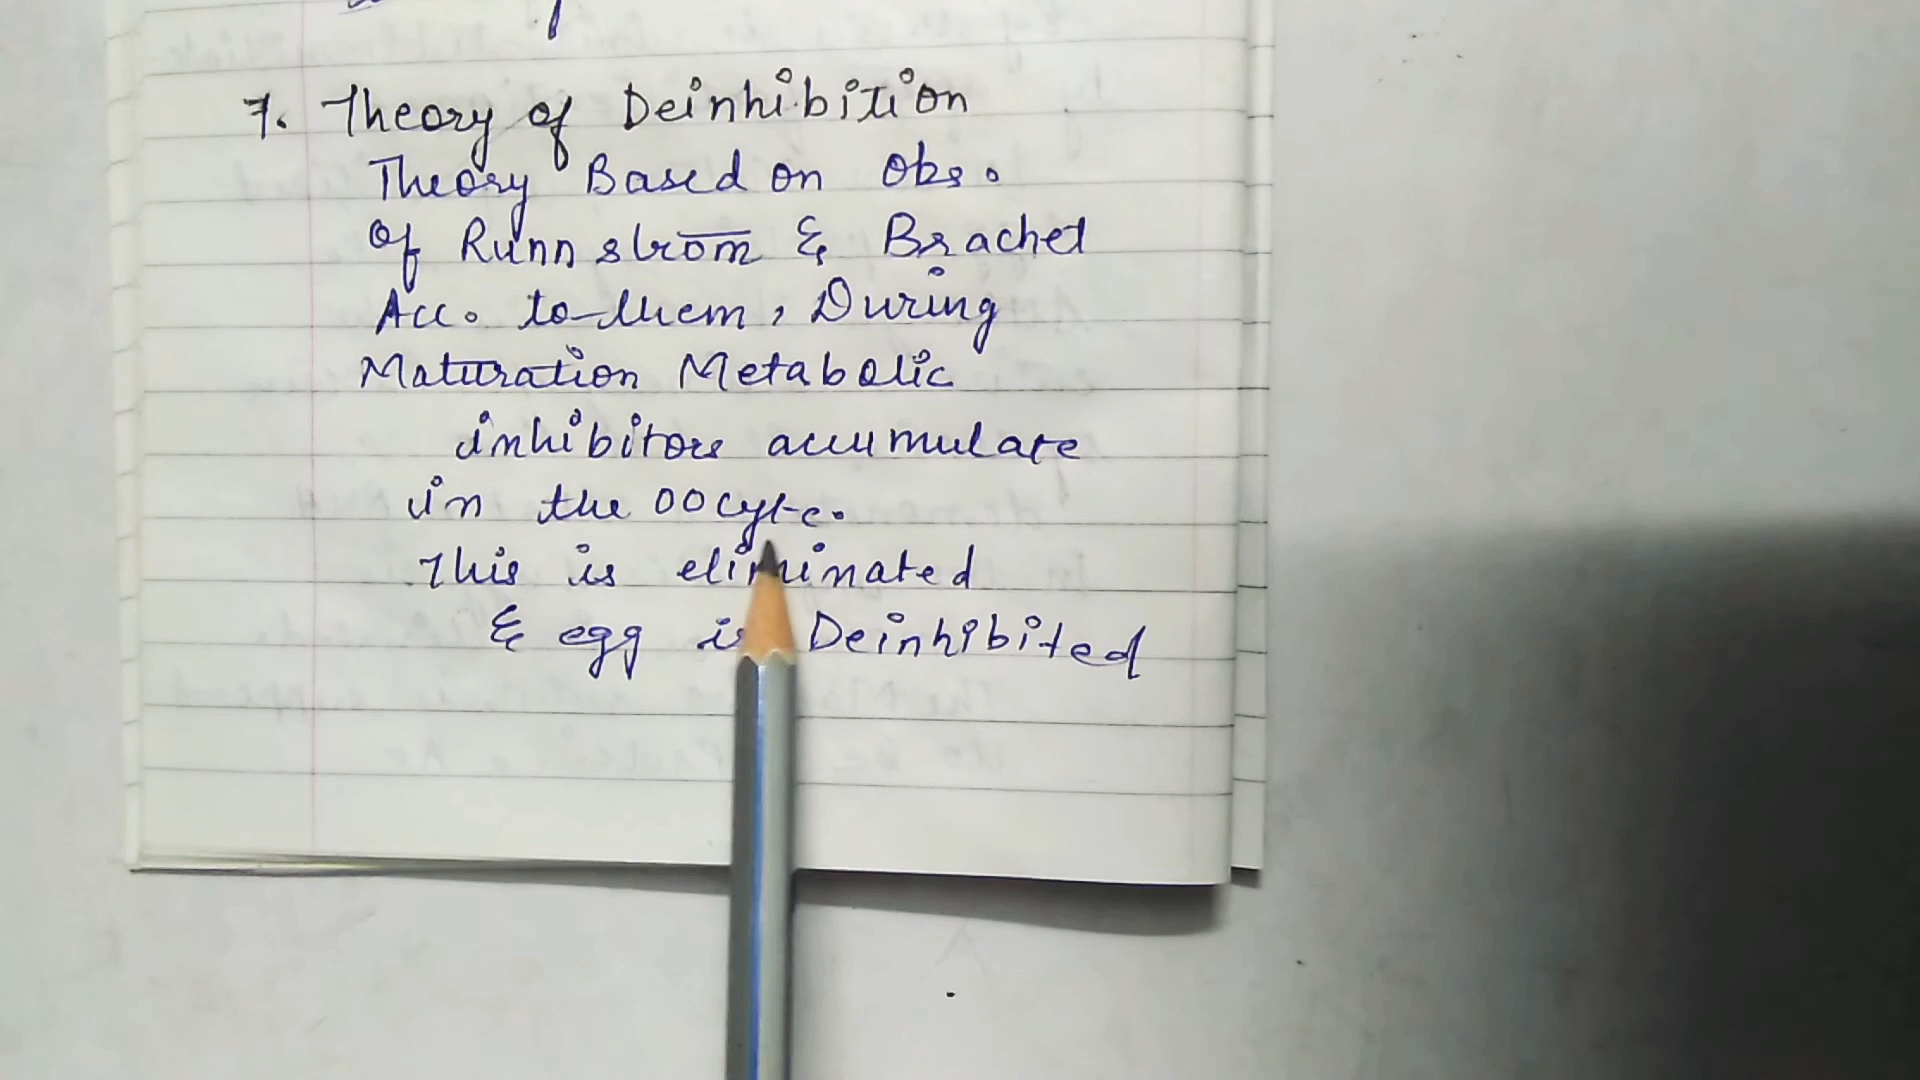 7. Theory of Deinhibition
Theory Based on Obs.
Of Runnstrom & Brachet
Acc. to them, During
Maturation Metabolic
inhibitors accumulate
in the oocyte.
This is eliminated
& egg is Deinhibited